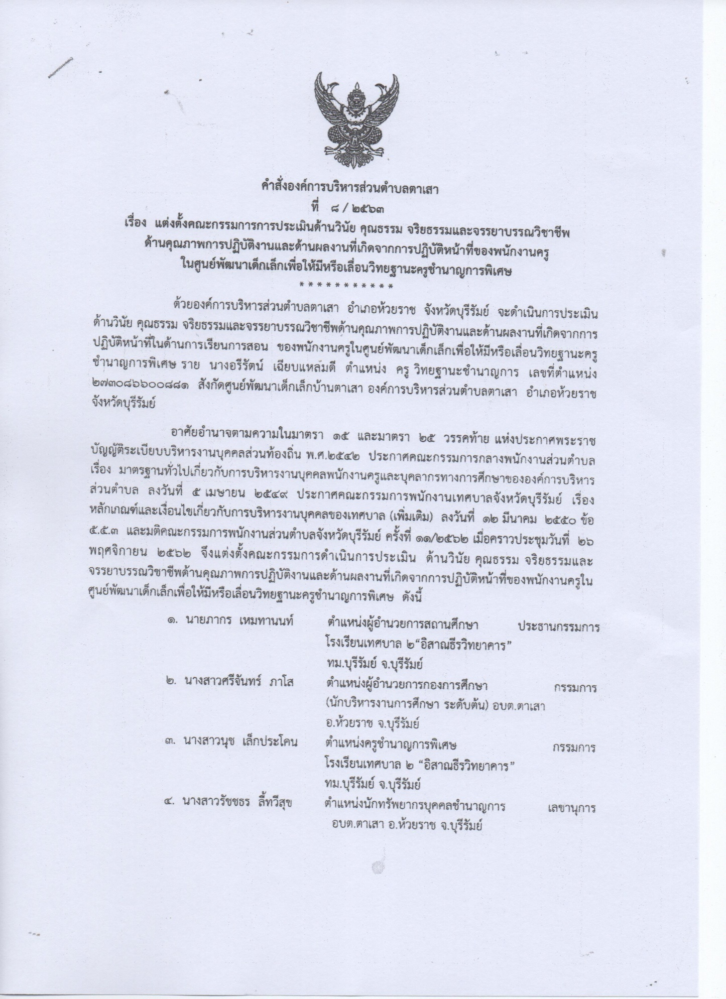 คำสั่งองค์การบริหารส่วนตำบลตาเสา
ที่ ๘ / ๒๕๖๓
เรื่อง แต่งตั้งคณะกรรมการการประเมินด้านวินัย คุณธรรม จริยธรรมและจรรยาบรรณวิชาชีพ
ด้านคุณภาพการปฏิบัติงานและด้านผลงานที่เกิดจากการปฏิบัติหน้าที่ของพนักงานครู
ในศูนย์พัฒนาเด็กเล็กเพื่อให้มีหรือเลื่อนวิทยฐานะครูชำนาญการพิเศษ
* * * * * * * * * * *
ด้วยองค์การบริหารส่วนตำบลตาเสา อำเภอห้วยราช จังหวัดบุรีรัมย์ จะดำเนินการประเมิน
ด้านวินัย คุณธรรม จริยธรรมและจรรยาบรรณวิชาชีพด้านคุณภาพการปฏิบัติงานและด้านผลงานที่เกิดจากการ
ปฏิบัติหน้าที่ในด้านการเรียนการสอน ของพนักงานครูในศูนย์พัฒนาเด็กเล็กเพื่อให้มีหรือเลื่อนวิทยฐานะครู
ชำนาญการพิเศษ ราย นางอรีรัตน์ เฉียบแหลมดี ตำแหน่ง ครู วิทยฐานะชำนาญการ เลขที่ตำแหน่ง
๒๗๓๐๘๖๖๐๐๘๘๑ สังกัดศูนย์พัฒนาเด็กเล็กบ้านตาเสา องค์การบริหารส่วนตำบลตาเสา อำเภอห้วยราช
จังหวัดบุรีรัมย์
อาศัยอำนาจตามความในมาตรา ๑๕ และมาตรา ๒๕ วรรคท้าย แห่งประกาศพระราช
บัญญัติระเบียบบริหารงานบุคคลส่วนท้องถิ่น พ.ศ.๒๕๔๒ ประกาศคณะกรรมการกลางพนักงานส่วนตำบล
เรื่อง มาตรฐานทั่วไปเกี่ยวกับการบริหารงานบุคคลพนักงานครูและบุคลากรทางการศึกษาขององค์การบริหาร
ส่วนตำบล ลงวันที่ ๕ เมษายน ๒๕๔๙ ประกาศคณะกรรมการพนักงานเทศบาลจังหวัดบุรีรัมย์ เรื่อง
หลักเกณฑ์และเงื่อนไขเกี่ยวกับการบริหารงานบุคคลของเทศบาล (เพิ่มเติม) ลงวันที่ ๑๒ มีนาคม ๒๕๕๐ ข้อ
๕.๕.๓ และมติคณะกรรมการพนักงานส่วนตำบลจังหวัดบุรีรัมย์ ครั้งที่ ๑๑/๒๕๖๒ เมื่อคราวประชุมวันที่ ๒๖
พฤศจิกายน ๒๕๖๒ จึงแต่งตั้งคณะกรรมการดำเนินการประเมิน ด้านวินัย คุณธรรม จริยธรรมและ
จรรยาบรรณวิชาชีพด้านคุณภาพการปฏิบัติงานและด้านผลงานที่เกิดจากการปฏิบัติหน้าที่ของพนักงานครูใน
ศูนย์พัฒนาเด็กเล็กเพื่อให้มีหรือเลื่อนวิทยฐานะครูชำนาญการพิเศษ ดังนี้
๑. นายภากร เหมทานนท์ ตำแหน่งผู้อำนวยการสถานศึกษา ประธานกรรมการ
โรงเรียนเทศบาล ๒“อิสาณธีรวิทยาคาร”
ทม.บุรีรัมย์ จ.บุรีรัมย์
๒. นางสาวศรีจันทร์ ภาโส ตำแหน่งผู้อำนวยการกองการศึกษา กรรมการ
(นักบริหารงานการศึกษา ระดับต้น) อบต.ตาเสา
อ.ห้วยราช จ.บุรีรัมย์
๓. นางสาวนุช เล็กประโคน ตำแหน่งครูชำนาญการพิเศษ กรรมการ
โรงเรียนเทศบาล ๒ “อิสาณธีรวิทยาคาร”
ทม.บุรีรัมย์ จ.บุรีรัมย์
๔. นางสาวรัชชธร ลี้ทวีสุข ตำแหน่งนักทรัพยากรบุคคลชำนาญการ เลขานุการ
อบต.ตาเสา อ.ห้วยราช จ.บุรีรัมย์